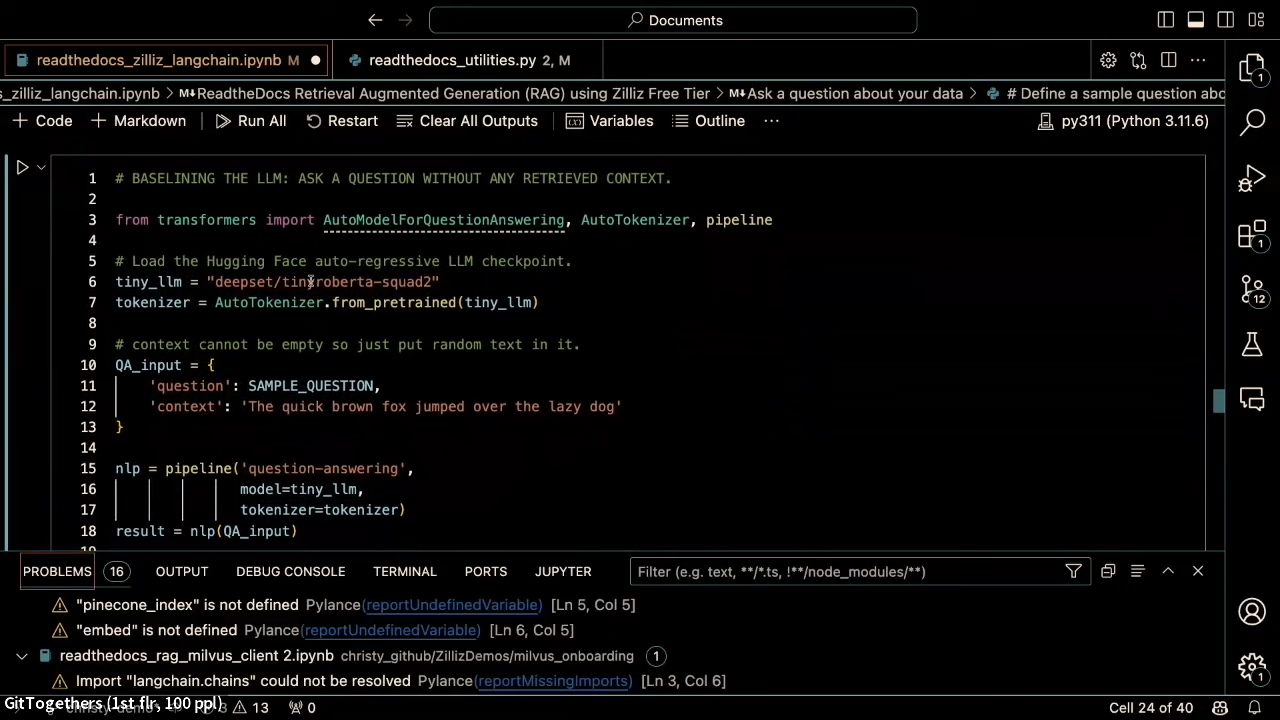 Documents
readthedocs_zilliz_langchain.ipynb M
readthedocs_utilities.py 2, M
s_zilliz_langchain.ipynb > M↓ReadtheDocs Retrieval Augmented Generation (RAG) using Zilliz Free Tier > M↓Ask a question about your data > # Define a sample question abo
+ Code + Markdown Run All Restart Clear All Outputs Variables Outline ··· py311 (Python 3.11.6)
1 # BASELINING THE LLM: ASK A QUESTION WITHOUT ANY RETRIEVED CONTEXT.
2
3 from transformers import AutoModelForQuestionAnswering, AutoTokenizer, pipeline
4
5 # Load the Hugging Face auto-regressive LLM checkpoint.
6 tiny_llm = "deepset/tinyroberta-squad2"
7 tokenizer = AutoTokenizer.from_pretrained(tiny_llm)
8
9 # context cannot be empty so just put random text in it.
10 QA_input = {
11 'question': SAMPLE_QUESTION,
12 'context': 'The quick brown fox jumped over the lazy dog'
13 }
14
15 nlp = pipeline('question-answering',
16 model=tiny_llm,
17 tokenizer=tokenizer)
18 result = nlp(QA_input)
PROBLEMS 16 OUTPUT DEBUG CONSOLE TERMINAL PORTS JUPYTER Filter (e.g. text, **/*.ts, !**/node_modules/**)
"pinecone_index" is not defined Pylance(reportUndefinedVariable) [Ln 5, Col 5]
"embed" is not defined Pylance(reportUndefinedVariable) [Ln 6, Col 5]
readthedocs_rag_milvus_client 2.ipynb christy_github/ZillizDemos/milvus_onboarding 1
Import "langchain.chains" could not be resolved Pylance(reportMissingImports) [Ln 3, Col 6]
GitTogethers (1st flr, 100 ppl)
13 0 Cell 24 of 40
1
1
12
1